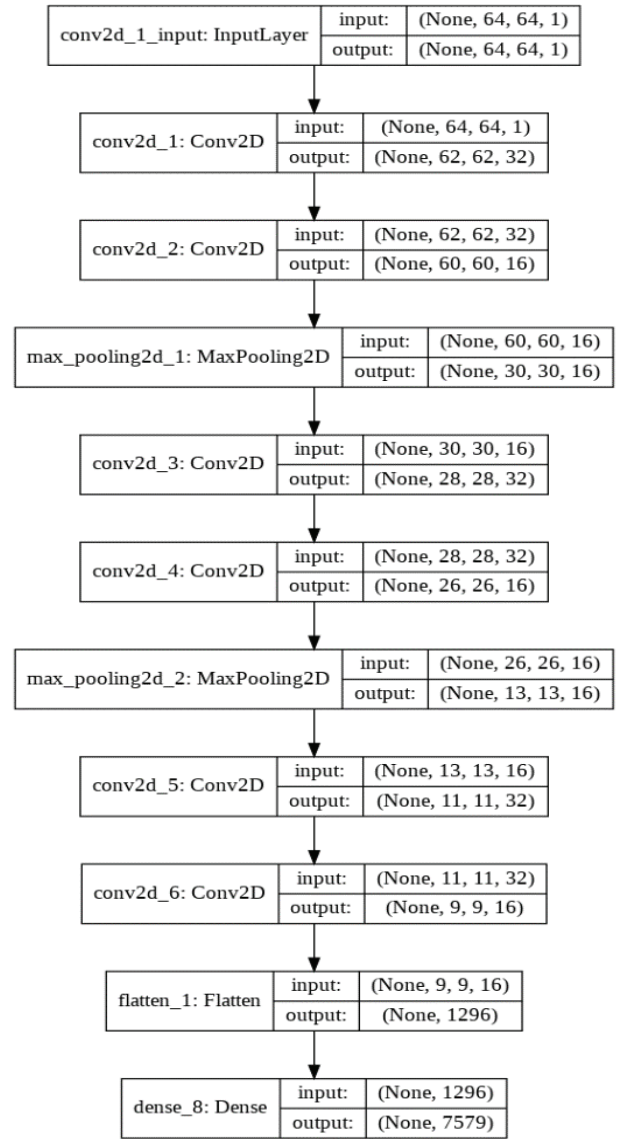 conv2d_1_input: InputLayer
input: (None, 64, 64, 1)
output: (None, 64, 64, 1)
conv2d_1: Conv2D
input: (None, 64, 64, 1)
output: (None, 62, 62, 32)
conv2d_2: Conv2D
input: (None, 62, 62, 32)
output: (None, 60, 60, 16)
max_pooling2d_1: MaxPooling2D
input: (None, 60, 60, 16)
output: (None, 30, 30, 16)
conv2d_3: Conv2D
input: (None, 30, 30, 16)
output: (None, 28, 28, 32)
conv2d_4: Conv2D
input: (None, 28, 28, 32)
output: (None, 26, 26, 16)
max_pooling2d_2: MaxPooling2D
input: (None, 26, 26, 16)
output: (None, 13, 13, 16)
conv2d_5: Conv2D
input: (None, 13, 13, 16)
output: (None, 11, 11, 32)
conv2d_6: Conv2D
input: (None, 11, 11, 32)
output: (None, 9, 9, 16)
flatten_1: Flatten
input: (None, 9, 9, 16)
output: (None, 1296)
dense_8: Dense
input: (None, 1296)
output: (None, 7579)